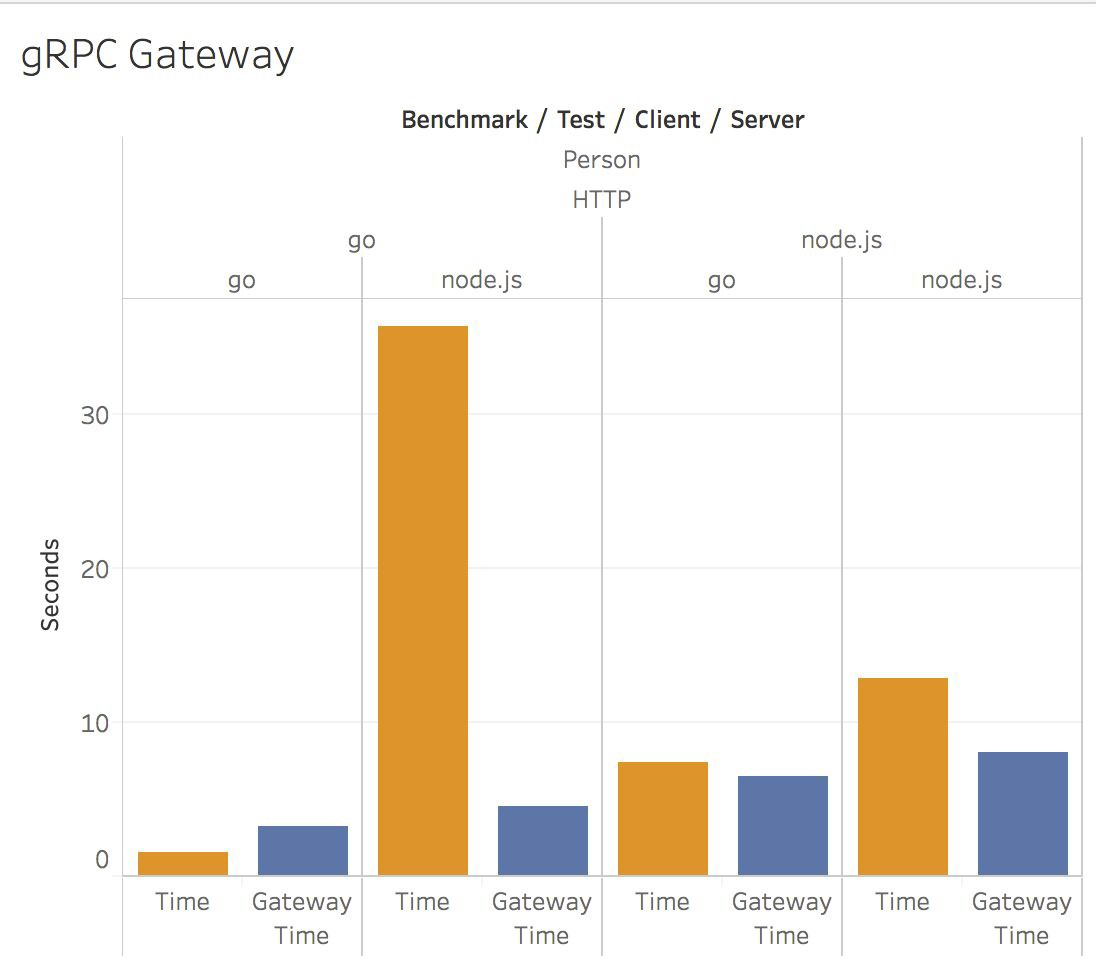 gRPC Gateway
Benchmark / Test / Client / Server
Person
HTTP
go node.js
go node.js go node.js
30
20
10
0
Seconds
Time Gateway Time Gateway Time Gateway Time Gateway
Time Time Time Time